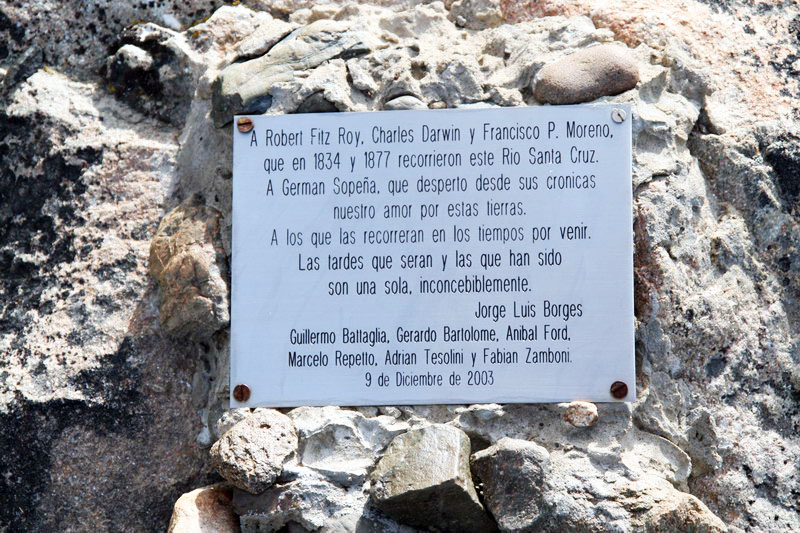 A Robert Fitz Roy, Charles Darwin y Francisco P. Moreno,
que en 1834 y 1877 recorrieron este Rio Santa Cruz.
A German Sopeña, que desperto desde sus cronicas
nuestro amor por estas tierras.
A los que las recorreran en los tiempos por venir.
Las tardes que seran y las que han sido
son una sola, inconcebiblemente.
Jorge Luis Borges
Guillermo Battaglia, Gerardo Bartolome, Anibal Ford,
Marcelo Repetto, Adrian Tesolini y Fabian Zamboni.
9 de Diciembre de 2003